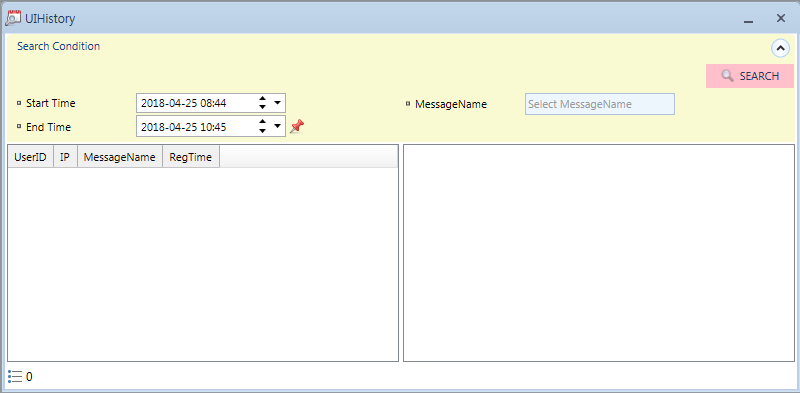 UIHistory
Search Condition
SEARCH
Start Time 2018-04-25 08:44 MessageName Select MessageName
End Time 2018-04-25 10:45
UserID IP MessageName RegTime
0